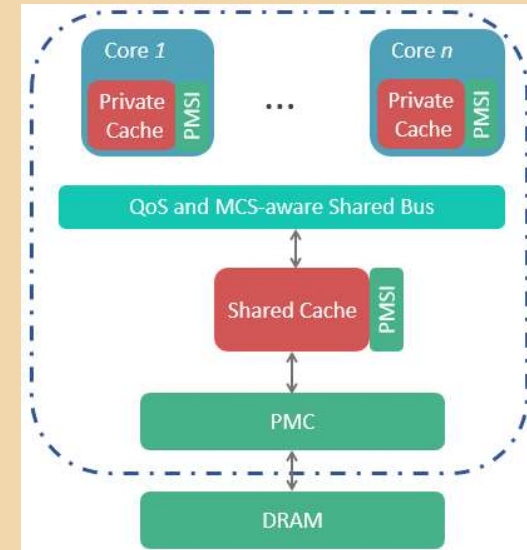 Core 1
Private
Cache
PMSI
...
Core n
Private
Cache
PMSI
QoS and MCS-aware Shared Bus
Shared Cache
PMSI
PMC
DRAM